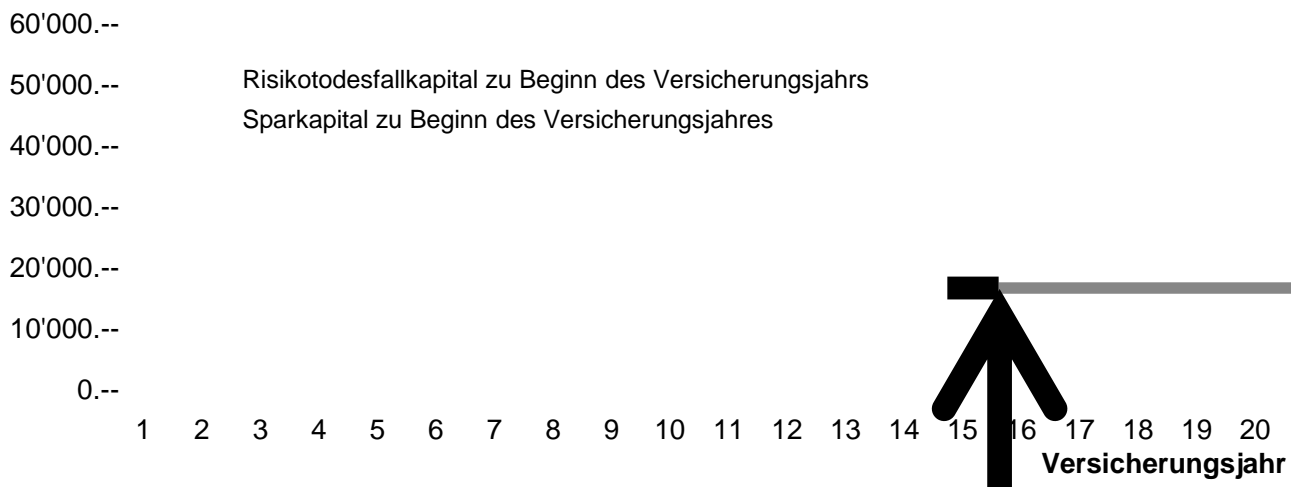 60'000.--
50'000.--
Risikotodesfallkapital zu Beginn des Versicherungsjahrs
Sparkapital zu Beginn des Versicherungsjahres
40'000.--
30'000.--
20'000.--
10'000.--
0.--
1 2 3 4 5 6 7 8 9 10 11 12 13 14 15 16 17 18 19 20
Versicherungsjahr